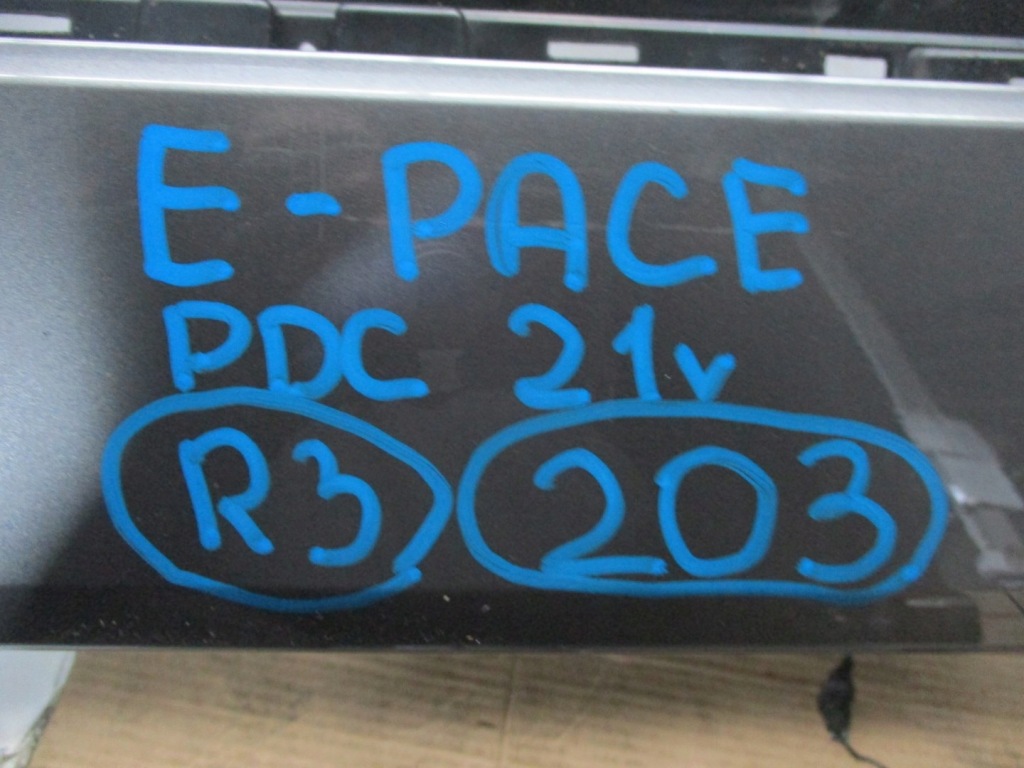 E-PACE
PDC 21v
R3 203